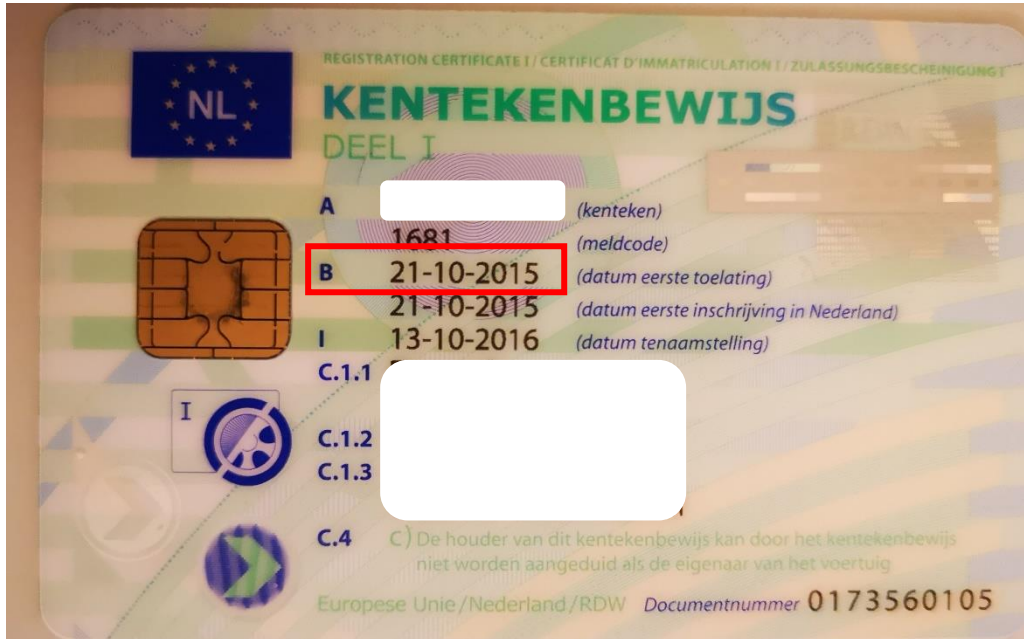 REGISTRATION CERTIFICATE I / CERTIFICAT D'IMMATRICULATION I / ZULASSUNGSBESCHEINIGUNG I
NL
KENTEKENBEWIJS
DEEL I
A (kenteken)
1681 (meldcode)
B 21-10-2015 (datum eerste toelating)
21-10-2015 (datum eerste inschrijving in Nederland)
I 13-10-2016 (datum tenaamstelling)
C.1.1
I
C.1.2
C.1.3
C.4 C) De houder van dit kentekenbewijs kan door het kentekenbewijs
niet worden aangeduid als de eigenaar van het voertuig
Europese Unie/Nederland/RDW Documentnummer 0173560105